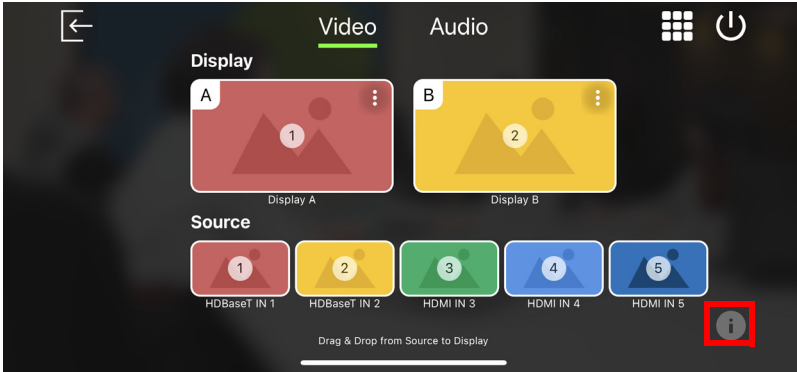 Video Audio
Display
A
1
B
2
Display A Display B
Source
1 2 3 4 5
HDBaseT IN 1 HDBaseT IN 2 HDMI IN 3 HDMI IN 4 HDMI IN 5
i
Drag & Drop from Source to Display